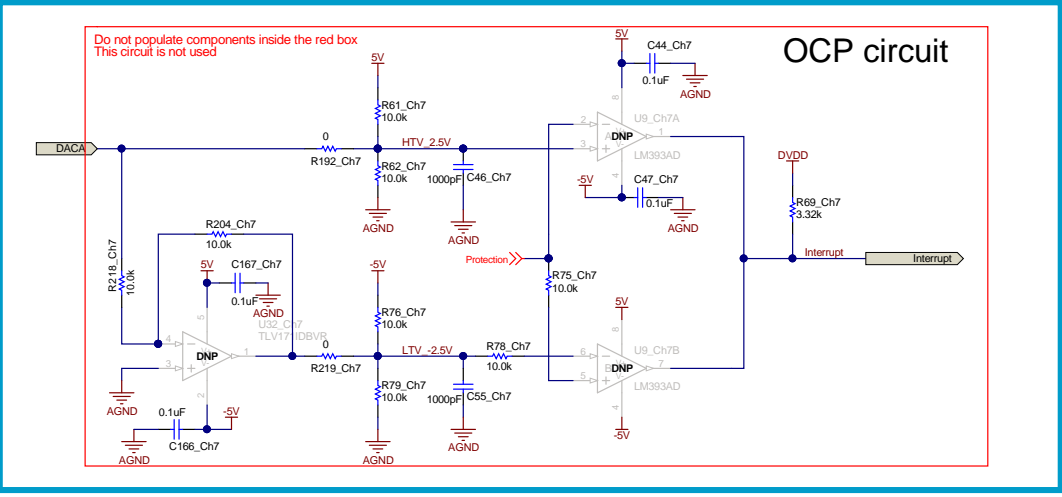 Do not populate components inside the red box
This circuit is not used
OCP circuit
5V
C44_Ch7
0.1uF
AGND
5V
R61_Ch7
10.0k
8
U9_Ch7A
2
A
DNP
V+
V-
1
3
LM393AD
4
DACA
0
R192_Ch7
HTV_2.5V
R62_Ch7
10.0k
1000pF
C46_Ch7
AGND
AGND
-5V
C47_Ch7
0.1uF
AGND
DVDD
R69_Ch7
3.32k
Interrupt
Interrupt
R204_Ch7
10.0k
R218_Ch7
10.0k
5V
C167_Ch7
0.1uF
AGND
Protection
R75_Ch7
10.0k
-5V
R76_Ch7
10.0k
5V
8
U9_Ch7B
6
B
DNP
V+
V-
7
5
LM393AD
4
-5V
U32_Ch7
TLV171IDBVR
5
4
DNP
V+
V-
1
3
2
0
R219_Ch7
LTV_-2.5V
R78_Ch7
10.0k
R79_Ch7
10.0k
1000pF
C55_Ch7
AGND
AGND
AGND
0.1uF
C166_Ch7
-5V
AGND